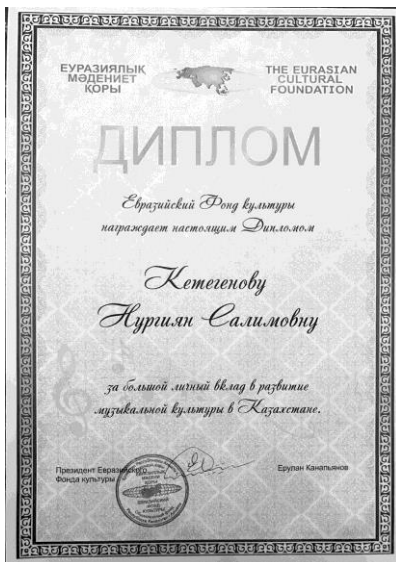 ЕУРАЗИЯЛЫҚ
МӘДЕНИЕТ
ҚОРЫ
THE EURASIAN
CULTURAL
FOUNDATION
ДИПЛОМ
Евразийский Фонд культуры
награждает настоящим Дипломом
Кетегенову
Нургиян Салимовну
за большой личный вклад в развитие
музыкальной культуры в Казахстане.
Президент Евразийского
Фонда культуры
Ерулан Канапьянов